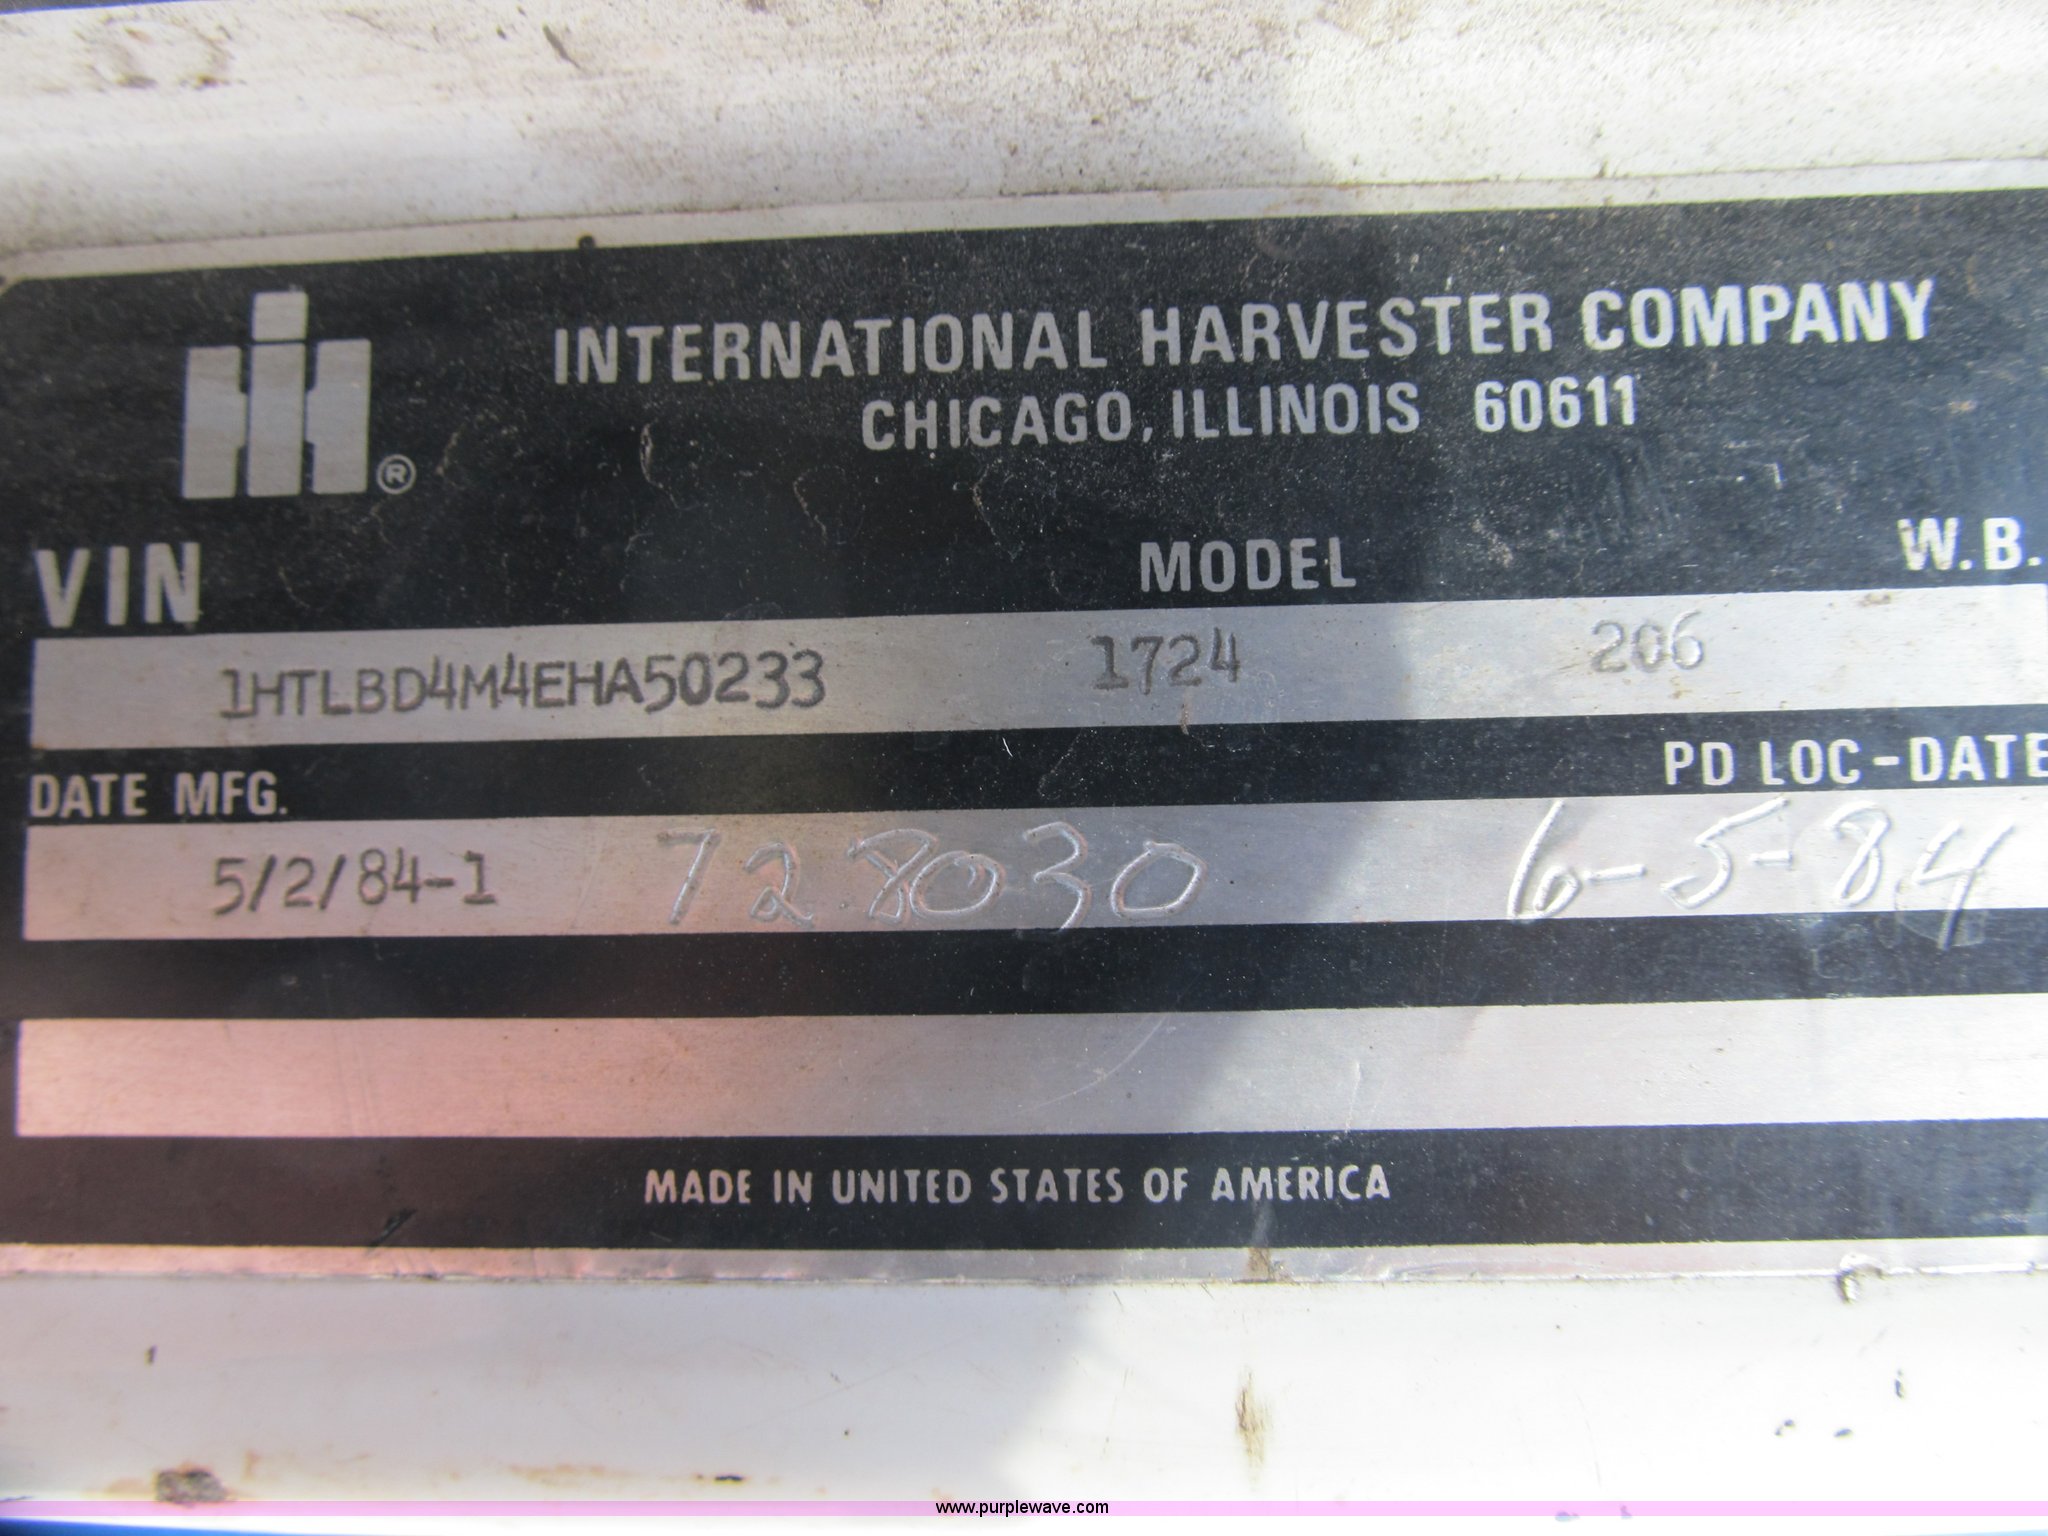 IH®
INTERNATIONAL HARVESTER COMPANY
CHICAGO, ILLINOIS 60611
VIN MODEL W.B.
1HTLBD4M4EHA50233 1724 206
DATE MFG. PD LOC-DATE
5/2/84-1 728030 6-5-84
MADE IN UNITED STATES OF AMERICA
www.purplewave.com